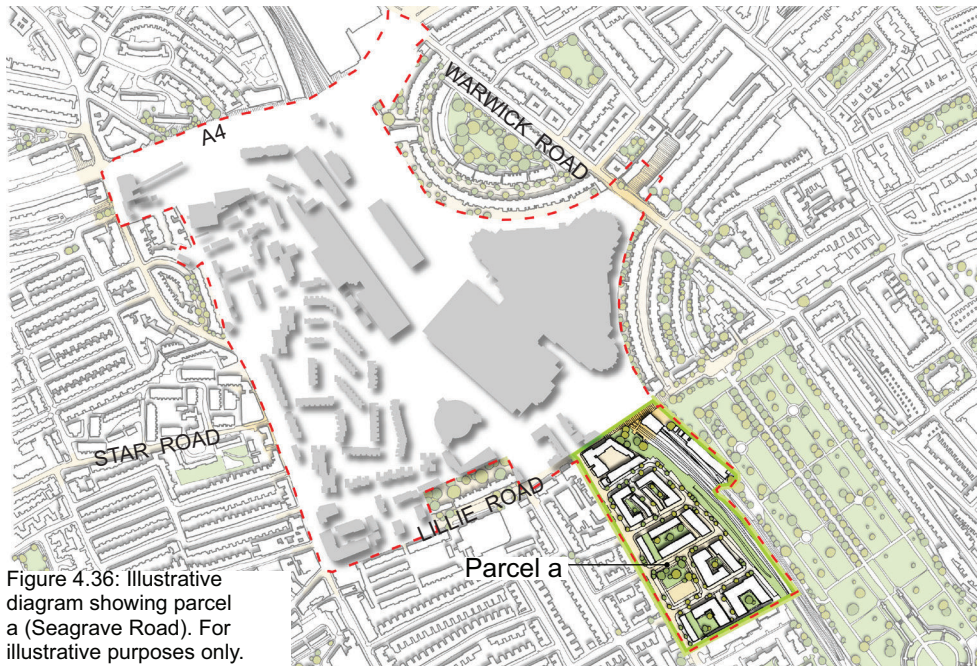 A4
WARWICK ROAD
STAR ROAD
LILLIE ROAD
Parcel a
Figure 4.36: Illustrative
diagram showing parcel
a (Seagrave Road). For
illustrative purposes only.